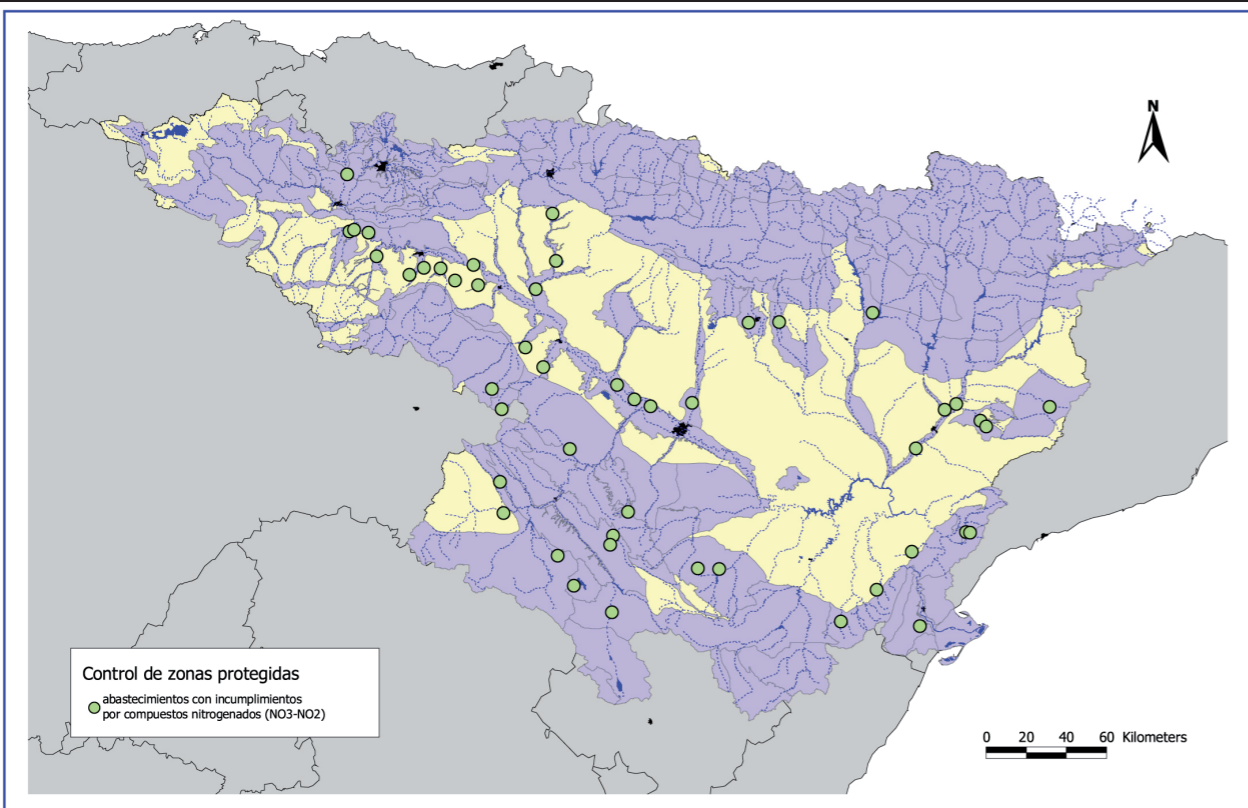 N
Control de zonas protegidas
abastecimientos con incumplimientos
por compuestos nitrogenados (NO3-NO2)
0 20 40 60 Kilometers